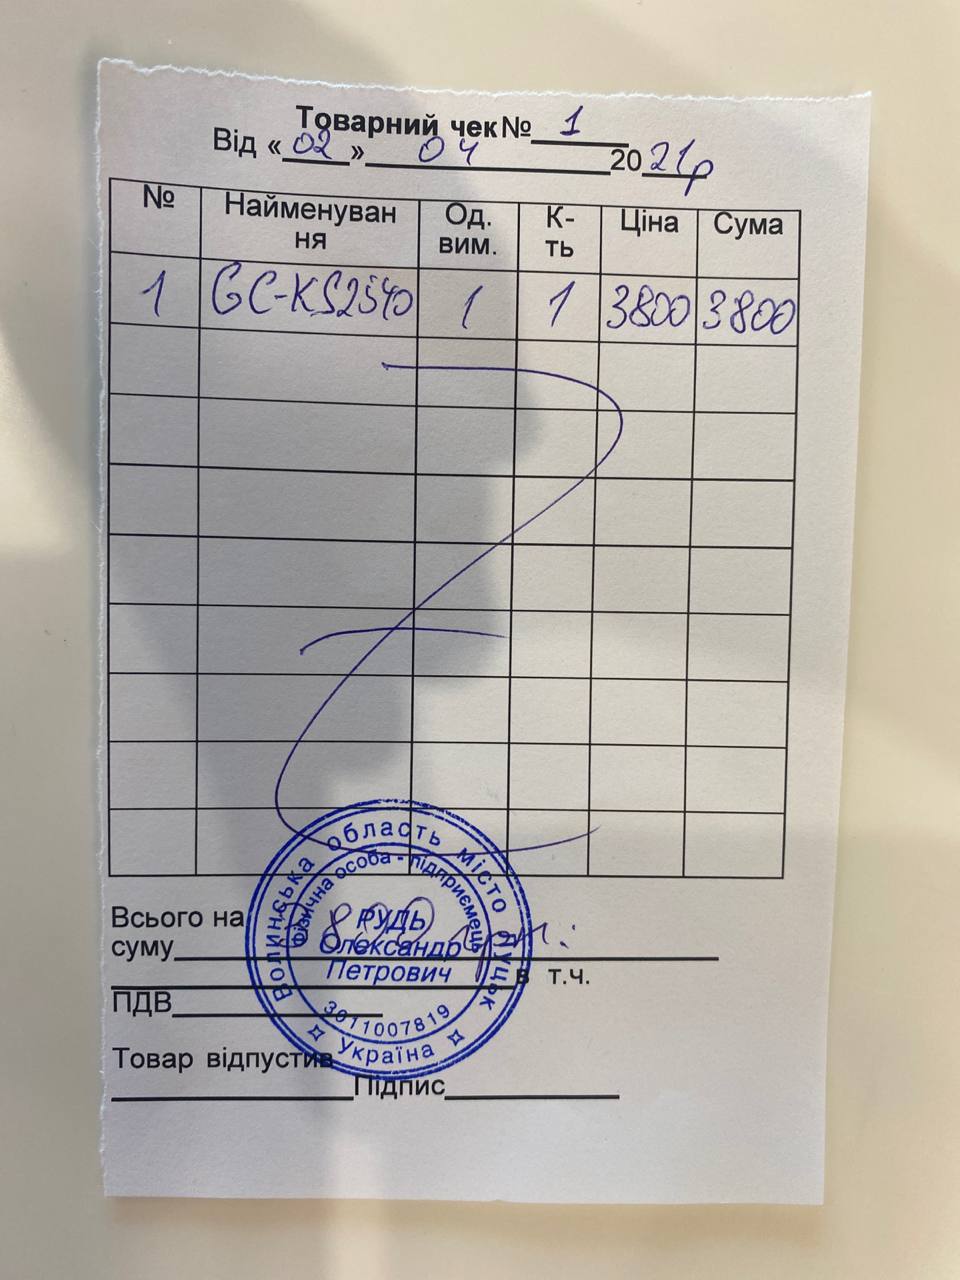 Товарний чек № 1
Від « 02 » 04 2021р
№ Найменування Од. вим. К-ть Ціна Сума
1 GC-KS2540 1 1 3800 3800
Всього на
суму 3800 грн.
в т.ч.
ПДВ
Товар відпустив
Підпис
Волинська область місто Луцьк
Фізична особа - підприємець
РУДЬ
Олександр
Петрович
3011007819
Україна